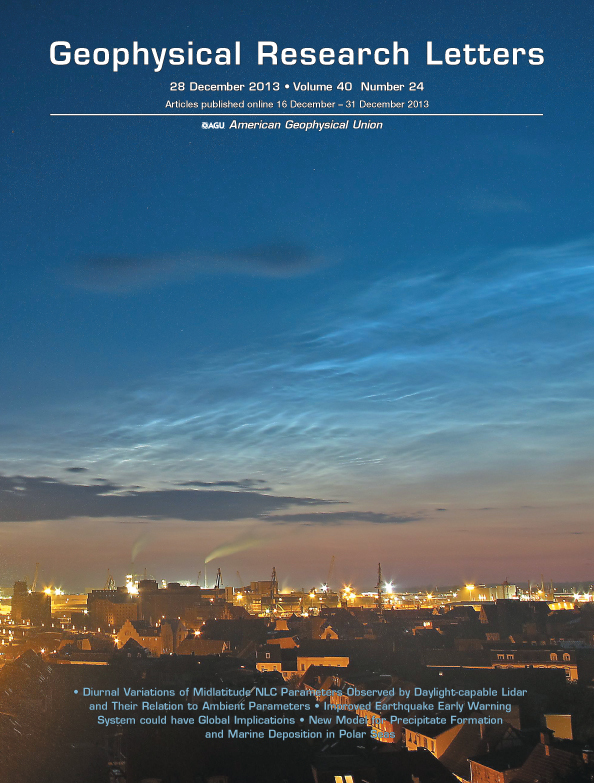 Geophysical Research Letters
28 December 2013 • Volume 40 Number 24
Articles published online 16 December – 31 December 2013
AGU American Geophysical Union
• Diurnal Variations of Midlatitude NLC Parameters Observed by Daylight-capable Lidar
and Their Relation to Ambient Parameters • Improved Earthquake Early Warning
System could have Global Implications • New Model for Precipitate Formation
and Marine Deposition in Polar Seas